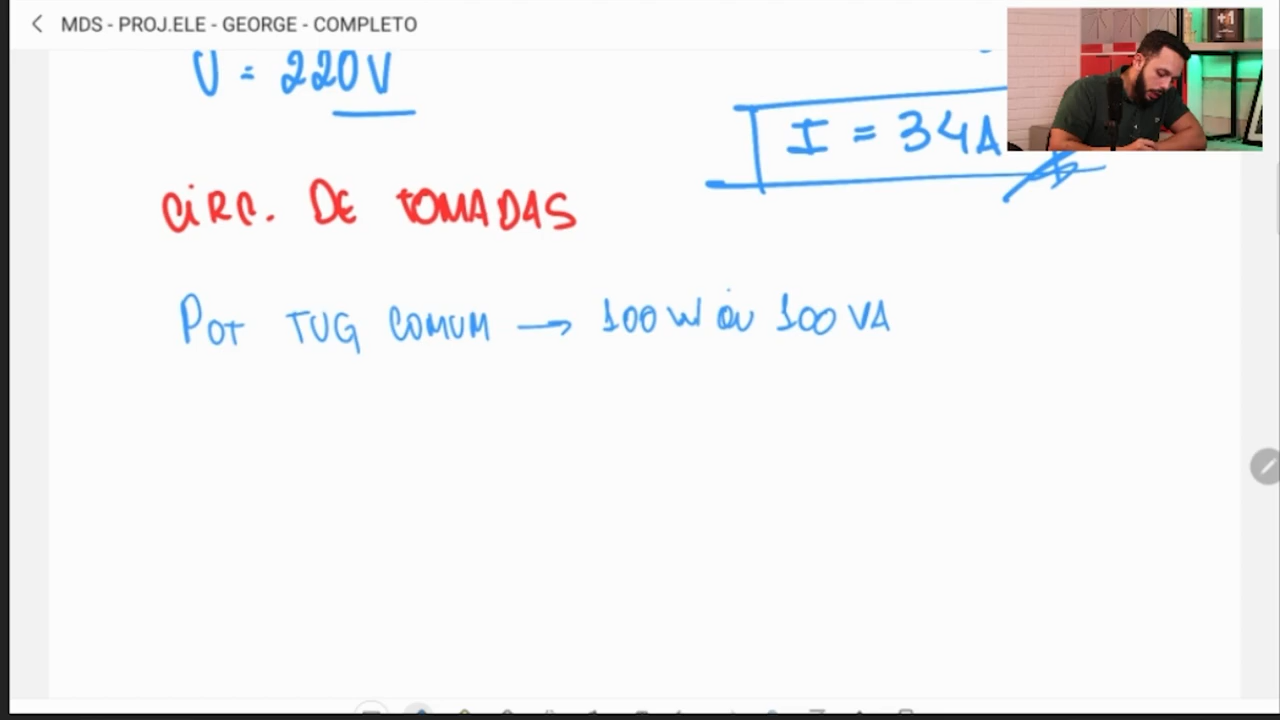 MDS - PROJ.ELE - GEORGE - COMPLETO
U = 220V
I = 34A
CIRC. DE TOMADAS
POT TUG COMUM → 100 W OU 100 VA